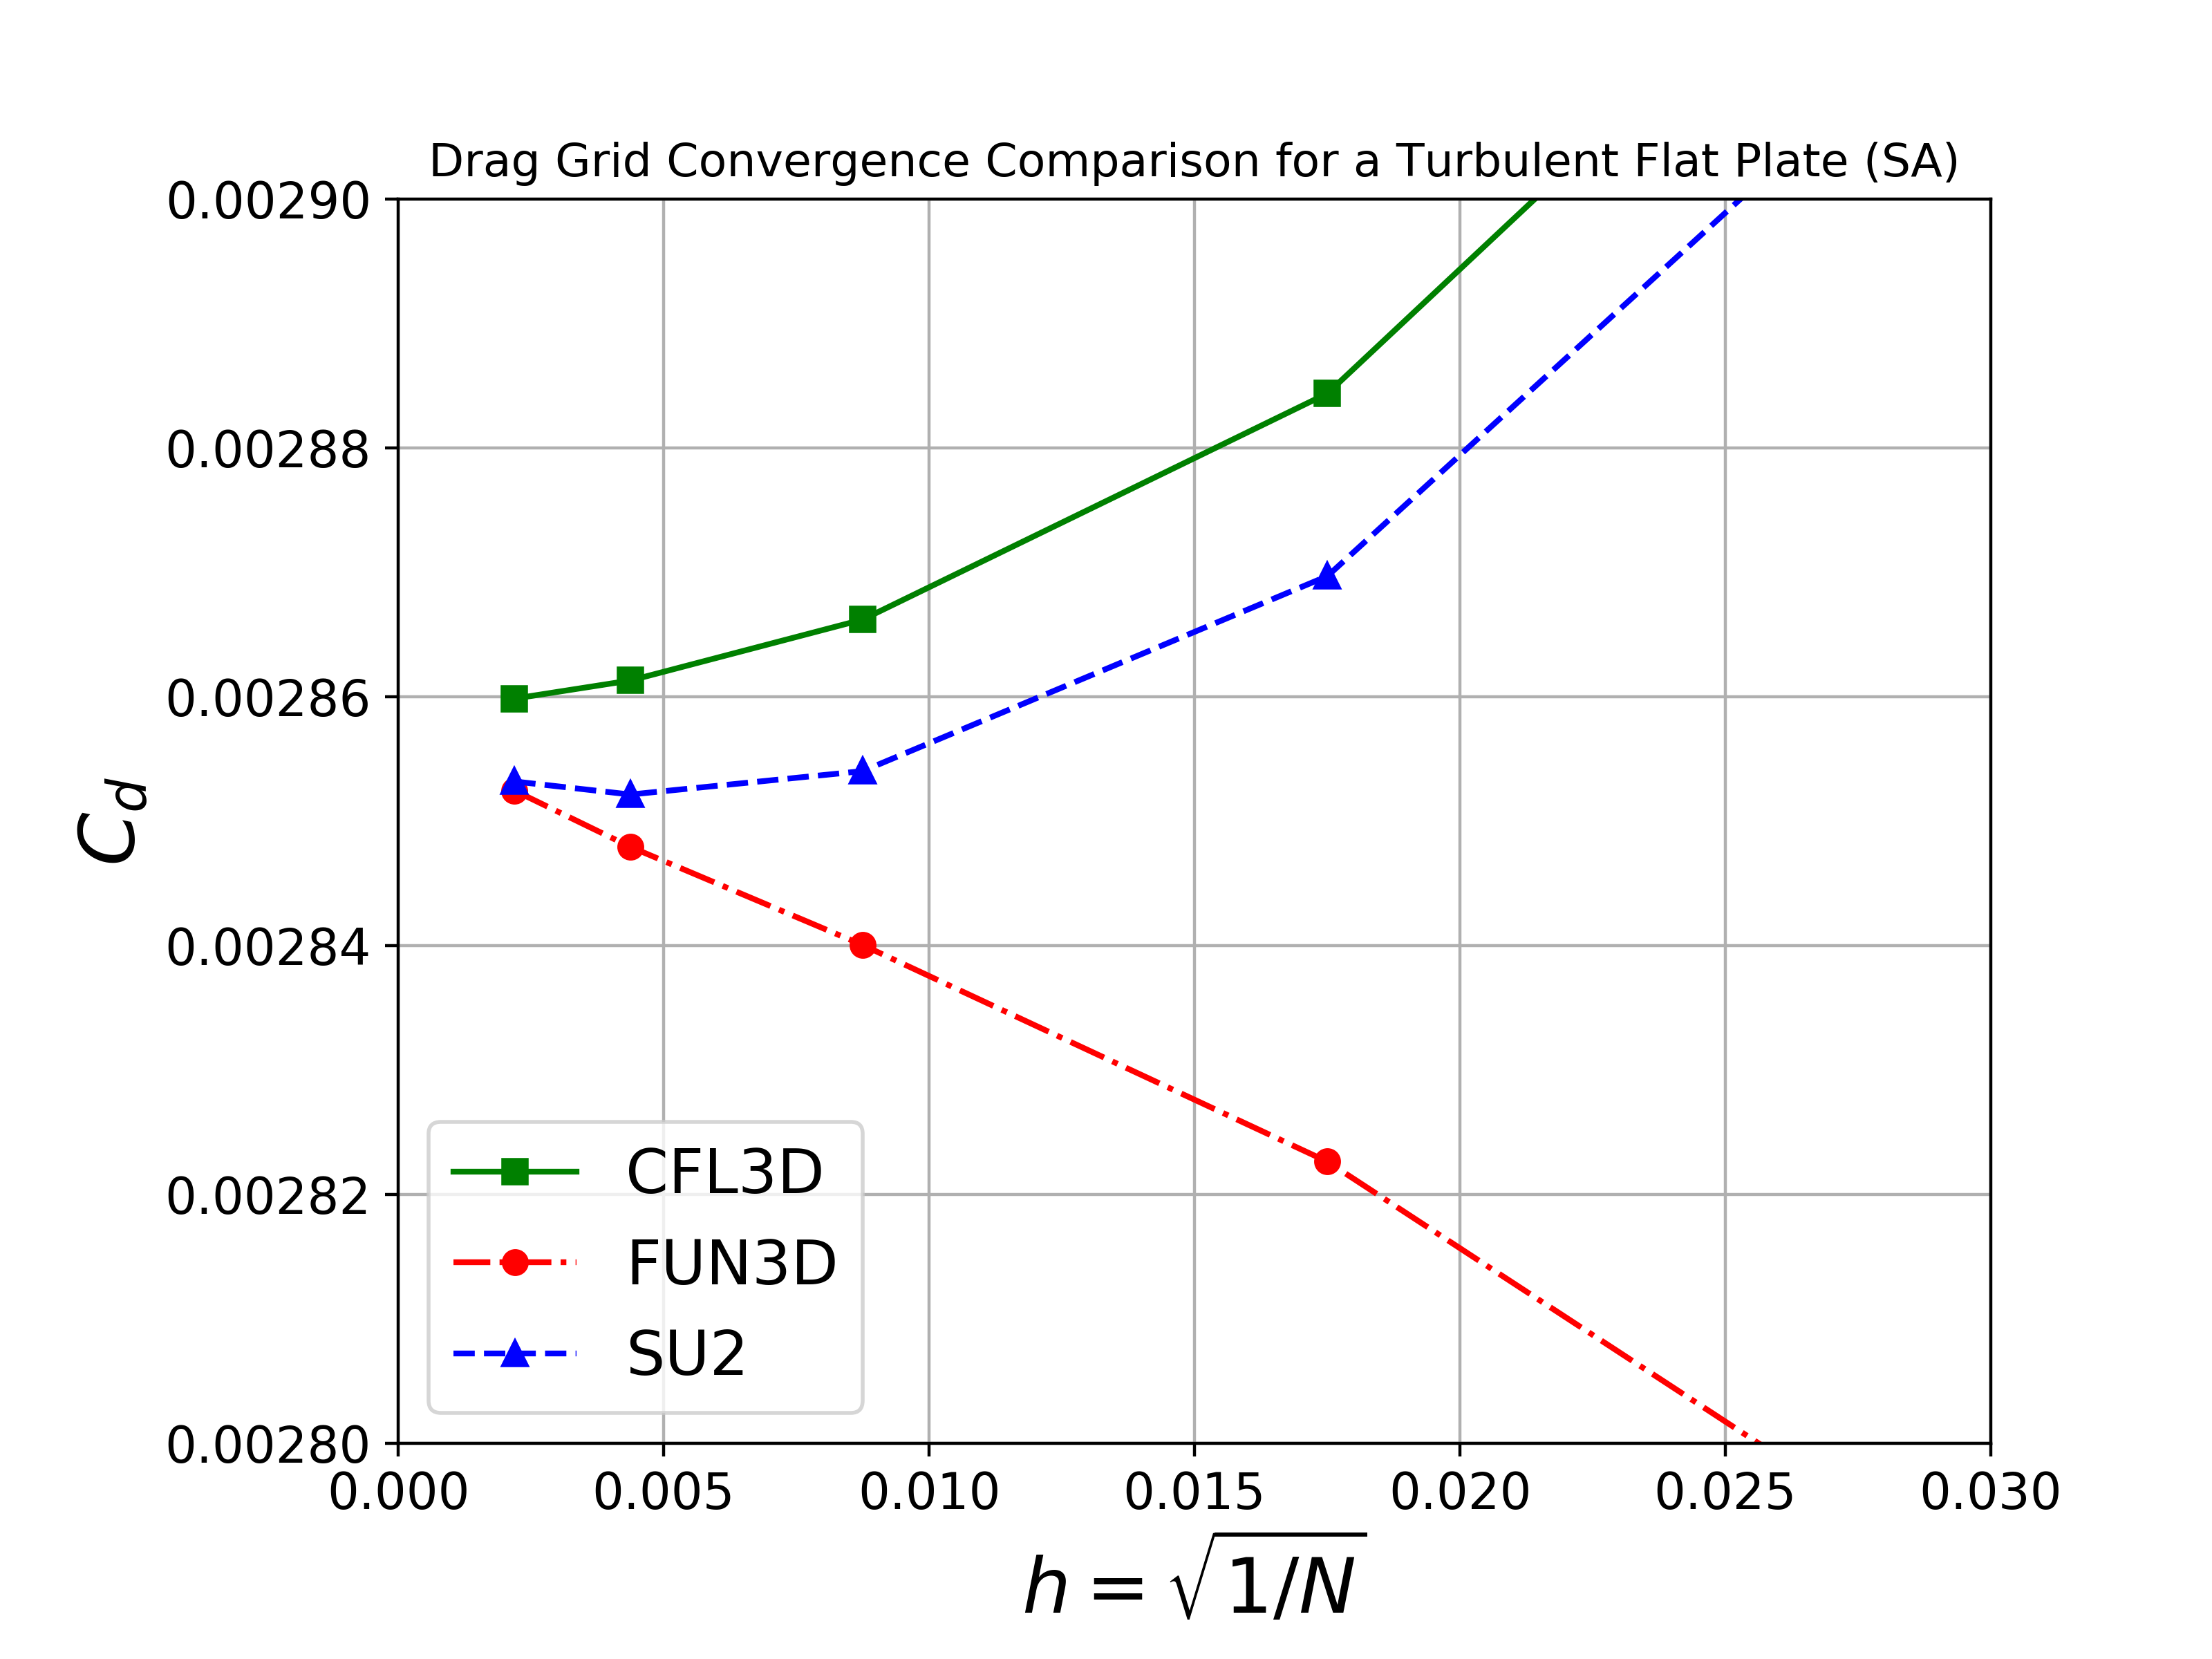 Drag Grid Convergence Comparison for a Turbulent Flat Plate (SA)
0.00290
0.00288
0.00286
0.00284
0.00282
0.00280
C_d
CFL3D
FUN3D
SU2
0.000 0.005 0.010 0.015 0.020 0.025 0.030
h = √1/N